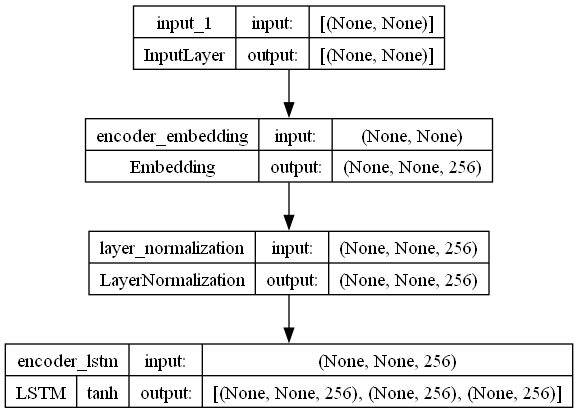 input_1 input: [(None, None)]
InputLayer output: [(None, None)]
encoder_embedding input: (None, None)
Embedding output: (None, None, 256)
layer_normalization input: (None, None, 256)
LayerNormalization output: (None, None, 256)
encoder_lstm input: (None, None, 256)
LSTM tanh output: [(None, None, 256), (None, 256), (None, 256)]